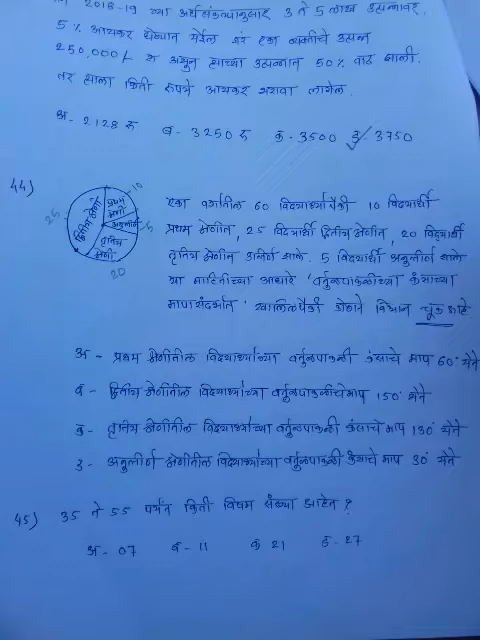 2018-19 च्या अर्थसंकल्पानुसार 3 ते 5 लाख उत्पन्नावर
5% आयकर घेण्यात येईल जर एका व्यक्तीचे उत्पन्न
250,000/- रु असुन त्याच्या उत्पन्नात 50% वाढ झाली.
तर त्याला किती रुपये आयकर भरावा लागेल.
अ- 2128 रु ब- 3250 रु क- 3500 ड- 3750
44)
प्रथम श्रेणी
द्वितीय श्रेणी
तृतिय श्रेणी
अनुत्तीर्ण
10
25
5
20
एका वर्गातील 60 विद्यार्थ्यांपैकी 10 विद्यार्थी
प्रथम श्रेणीत, 25 विद्यार्थी द्वितीय श्रेणीत, 20 विद्यार्थी
तृतिय श्रेणीत उत्तीर्ण झाले. 5 विद्यार्थी अनुत्तीर्ण झाले
या माहितीच्या आधारे 'वर्तुळपाकळीच्या कंसाच्या
मापासंदर्भात' खालिलपैकी कोणते विधान चूक आहे
अ - प्रथम श्रेणीतील विद्यार्थ्यांच्या वर्तुळपाकळी कंसाचे माप 60° येते
ब - द्वितीय श्रेणीतील विद्यार्थ्यांच्या वर्तुळपाकळीचे माप 150° येते
क - तृतिय श्रेणीतील विद्यार्थ्यांच्या वर्तुळपाकळी कंसाचे माप 130° येते
ड - अनुत्तीर्ण श्रेणीतील विद्यार्थ्यांच्या वर्तुळपाकळी कंसाचे माप 30° येते
45) 35 ते 55 पर्यंत किती विषम संख्या आहेत ?
अ- 07 ब- 11 क 21 ड- 27